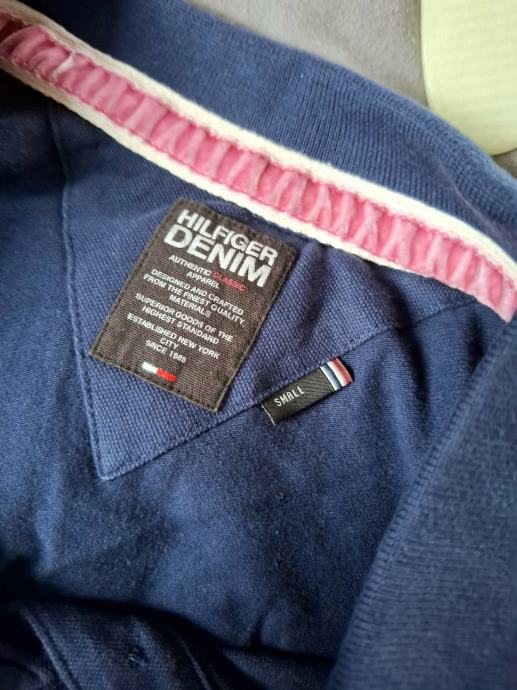 HILFIGER
DENIM
AUTHENTIC CLASSIC
APPAREL
DESIGNED AND CRAFTED
FROM THE FINEST QUALITY
MATERIALS
SUPERIOR GOODS OF THE
HIGHEST STANDARD
ESTABLISHED NEW YORK
CITY
SINCE 1985
SMALL